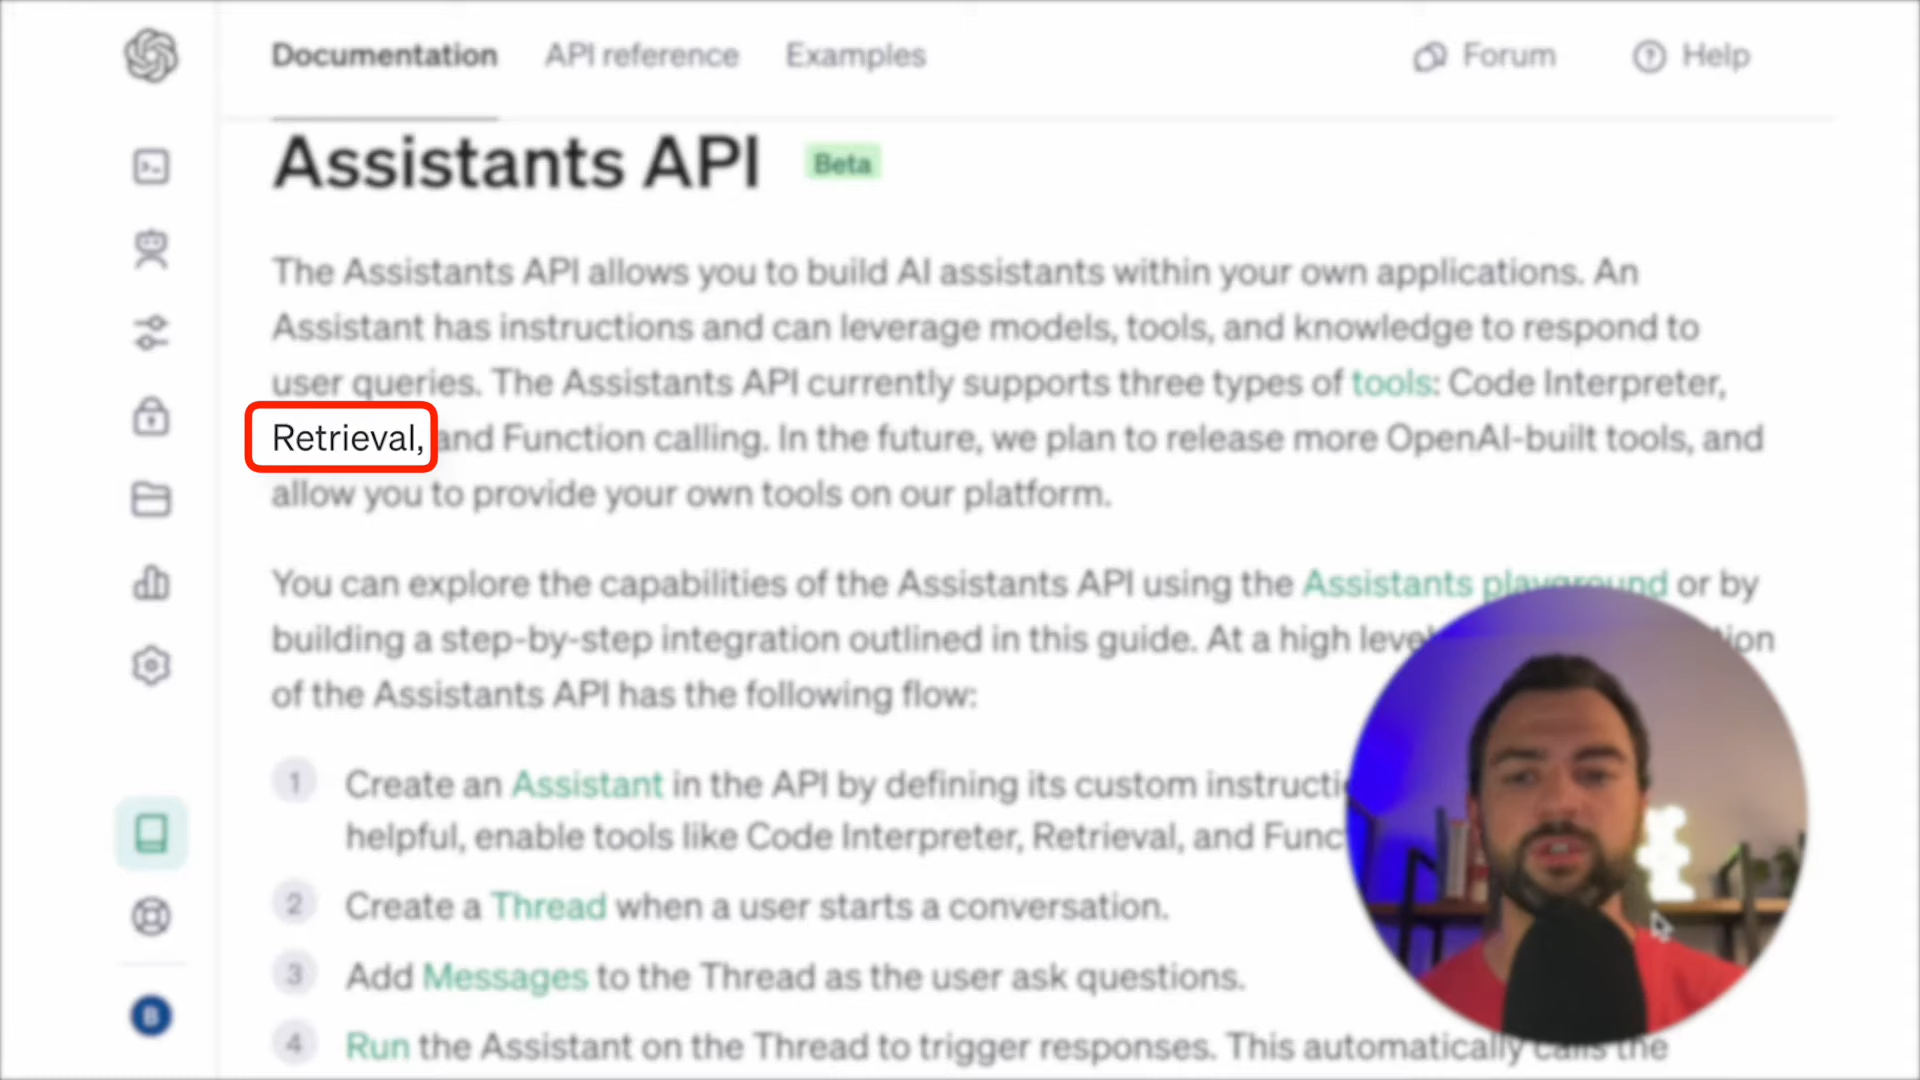 Documentation API reference Examples Forum Help
Assistants API Beta
The Assistants API allows you to build AI assistants within your own applications. An
Assistant has instructions and can leverage models, tools, and knowledge to respond to
user queries. The Assistants API currently supports three types of tools: Code Interpreter,
Retrieval, and Function calling. In the future, we plan to release more OpenAI-built tools, and
allow you to provide your own tools on our platform.
You can explore the capabilities of the Assistants API using the Assistants playground or by
building a step-by-step integration outlined in this guide. At a high level
of the Assistants API has the following flow:
1 Create an Assistant in the API by defining its custom
helpful, enable tools like Code Interpreter, Retrieval, and
2 Create a Thread when a user starts a conversation.
3 Add Messages to the Thread as the user ask questions.
4 Run the Assistant on the Thread to trigger responses. This automatically calls the
B